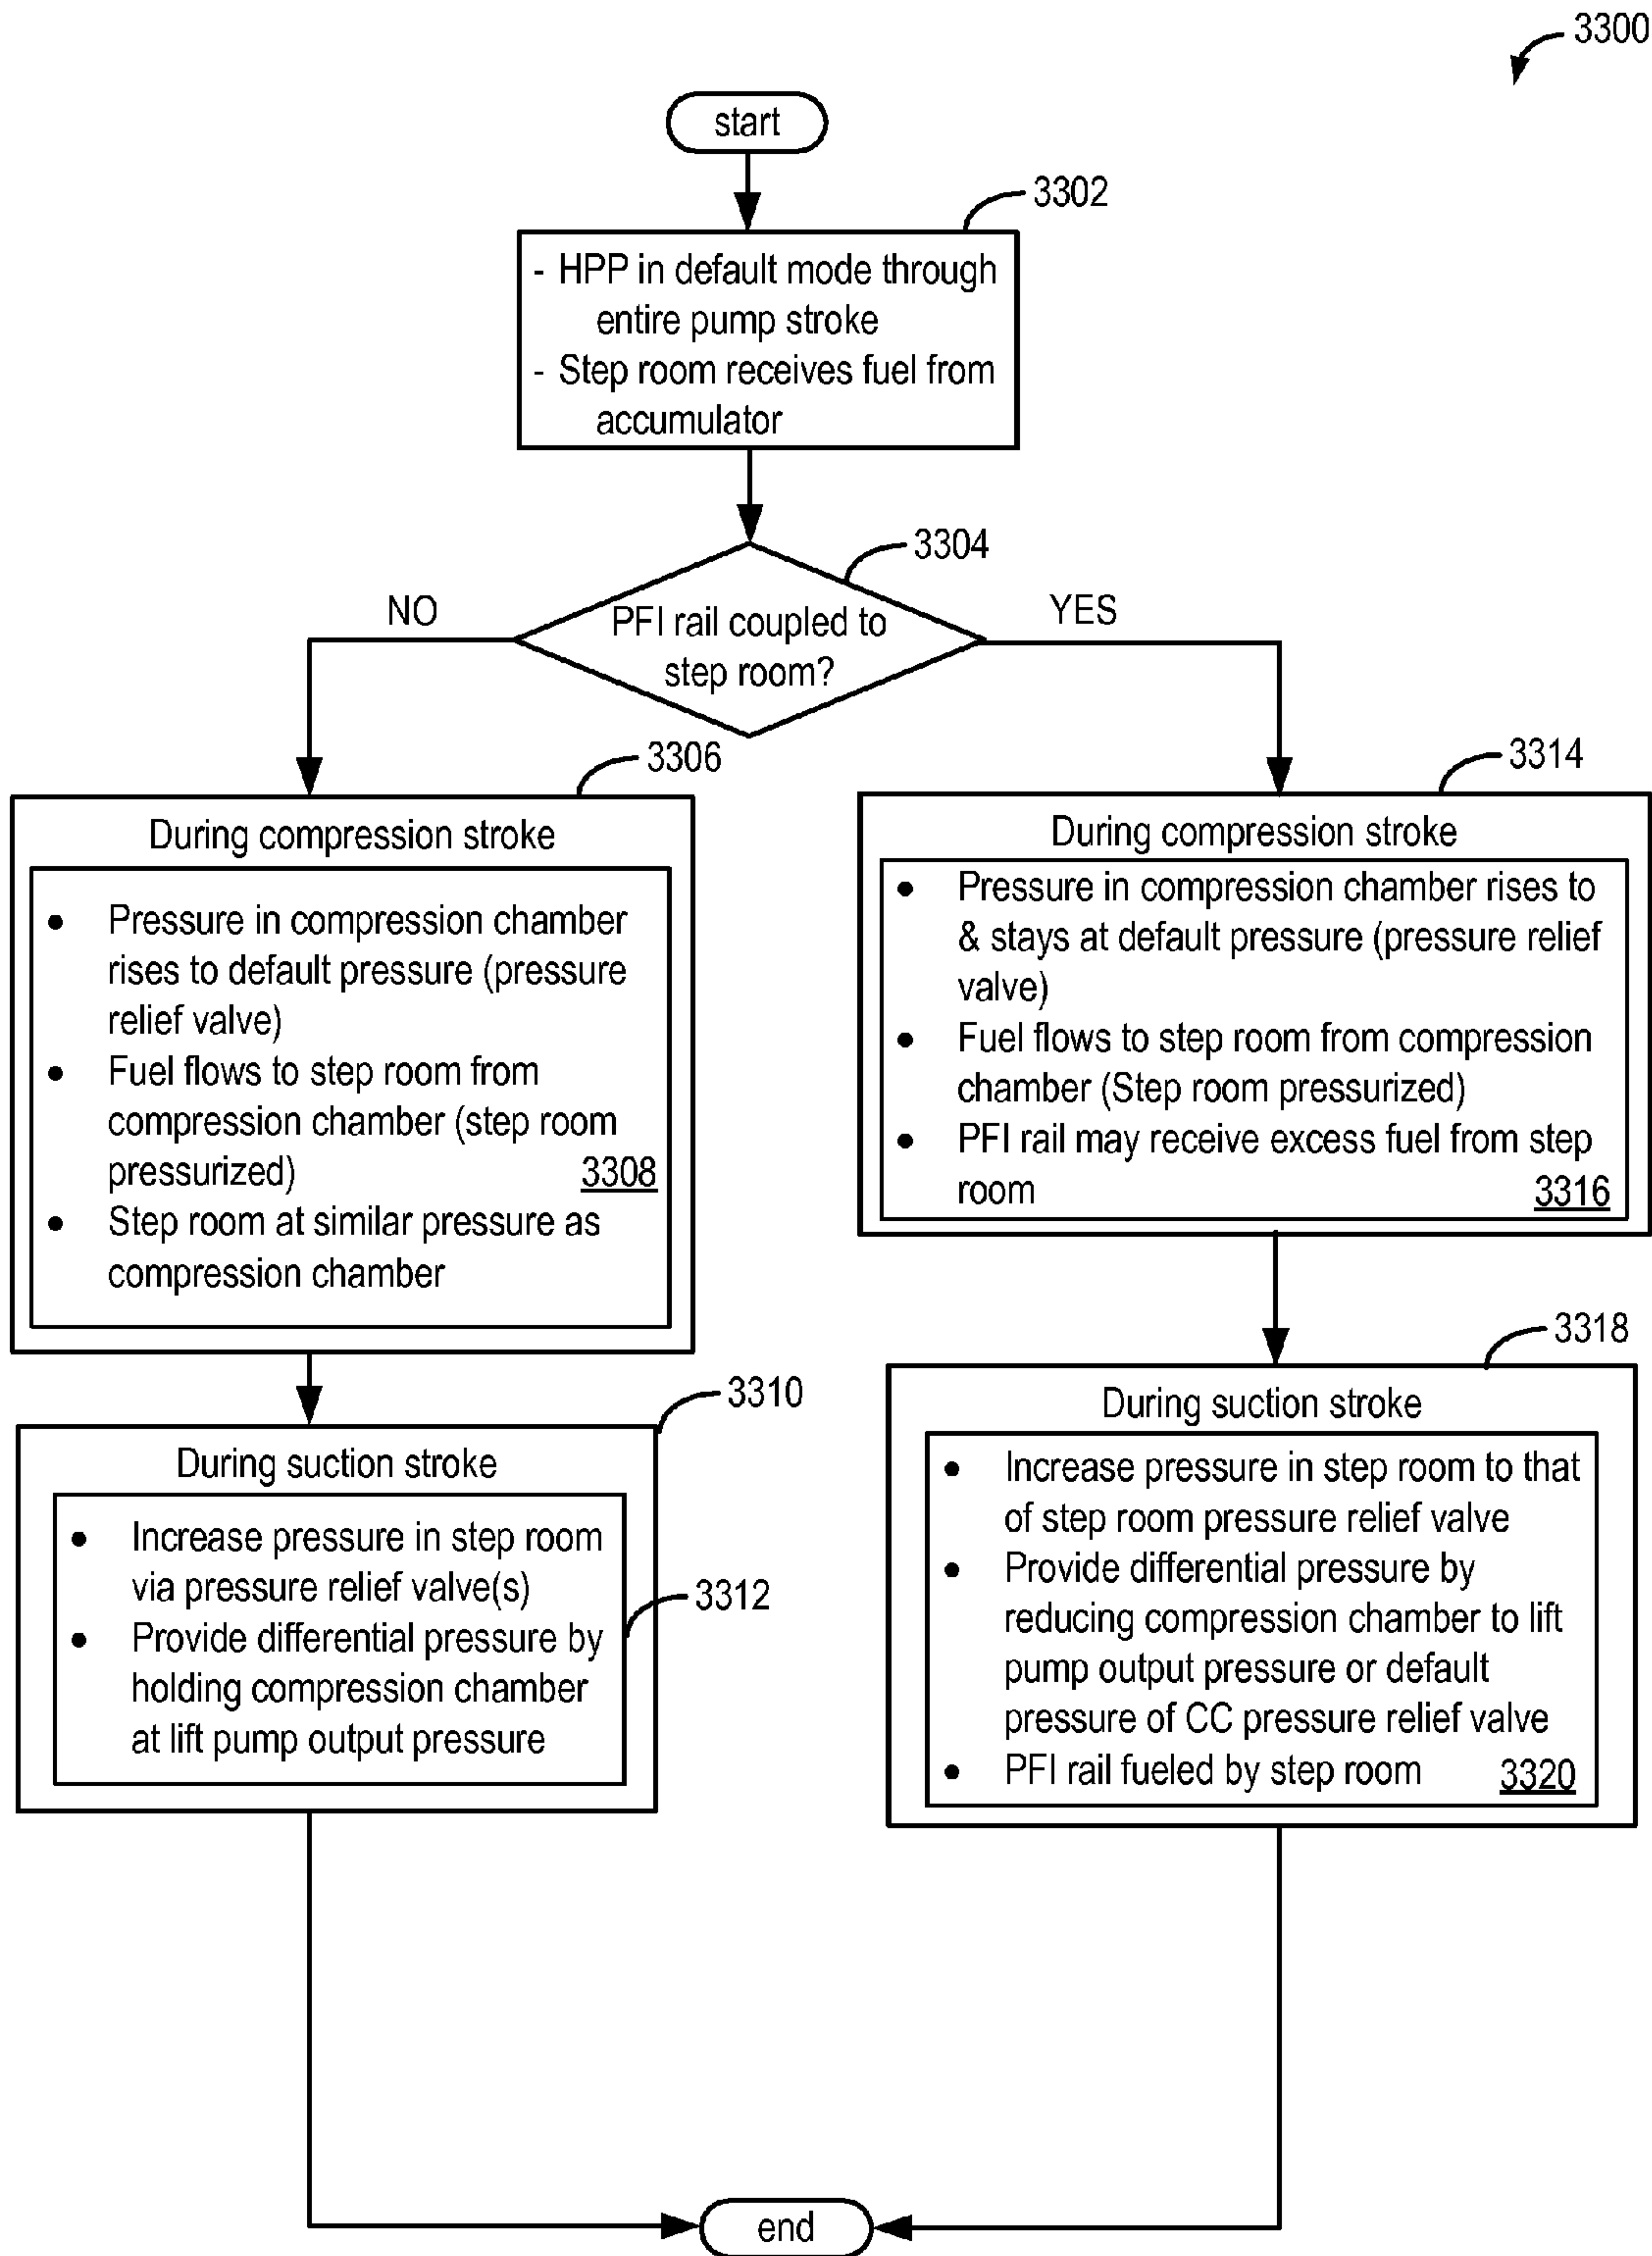 3300
start
3302
- HPP in default mode through
entire pump stroke
- Step room receives fuel from
accumulator
3304
NO
PFI rail coupled to
step room?
YES
3306
During compression stroke
• Pressure in compression chamber
rises to default pressure (pressure
relief valve)
• Fuel flows to step room from
compression chamber (step room
pressurized) 3308
• Step room at similar pressure as
compression chamber
3310
During suction stroke
• Increase pressure in step room
via pressure relief valve(s)
3312
• Provide differential pressure by
holding compression chamber
at lift pump output pressure
3314
During compression stroke
• Pressure in compression chamber rises to
& stays at default pressure (pressure relief
valve)
• Fuel flows to step room from compression
chamber (Step room pressurized)
• PFI rail may receive excess fuel from step
room 3316
3318
During suction stroke
• Increase pressure in step room to that
of step room pressure relief valve
• Provide differential pressure by
reducing compression chamber to lift
pump output pressure or default
pressure of CC pressure relief valve
• PFI rail fueled by step room 3320
end